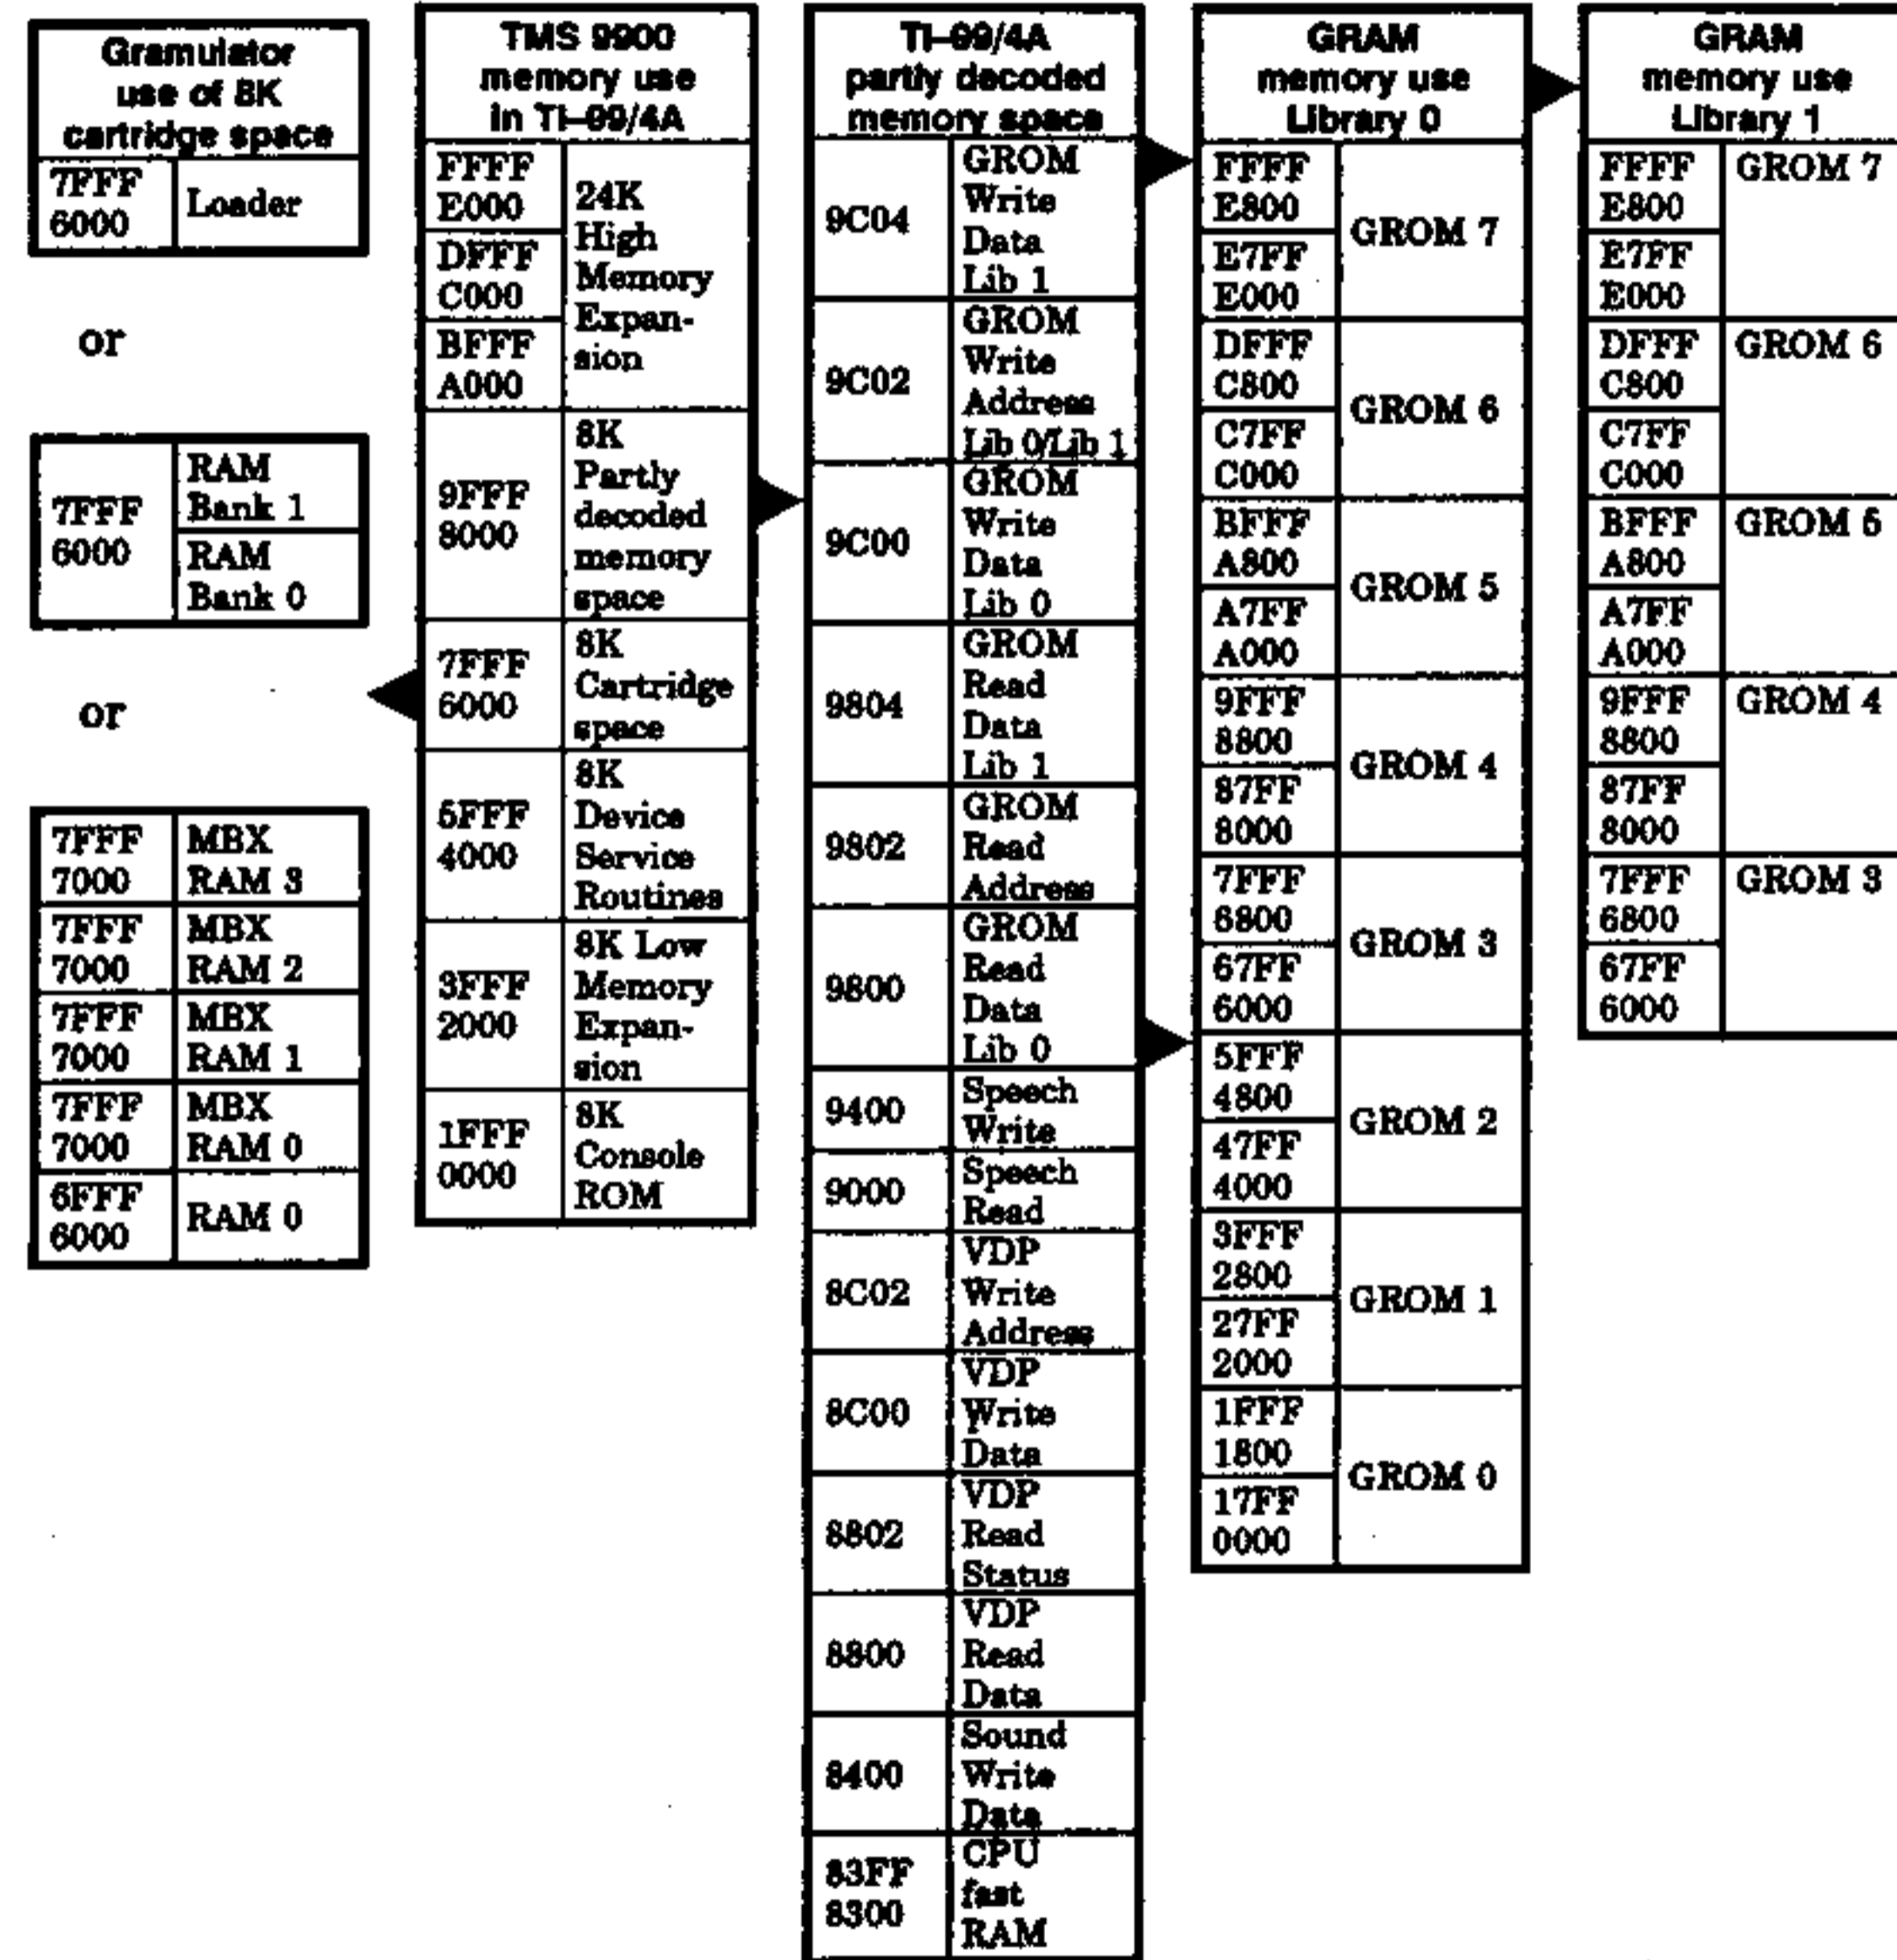 Gramulator
use of 8K
cartridge space
7FFF
6000
Loader
or
7FFF
6000
RAM
Bank 1
RAM
Bank 0
or
7FFF
7000
MBX
RAM 3
7FFF
7000
MBX
RAM 2
7FFF
7000
MBX
RAM 1
7FFF
7000
MBX
RAM 0
6FFF
6000
RAM 0
TMS 9900
memory use
in TI-99/4A
FFFF
E000
DFFF
C000
BFFF
A000
24K
High
Memory
Expan-
sion
9FFF
8000
8K
Partly
decoded
memory
space
7FFF
6000
8K
Cartridge
space
5FFF
4000
8K
Device
Service
Routines
3FFF
2000
8K Low
Memory
Expan-
sion
1FFF
0000
8K
Console
ROM
TI-99/4A
partly decoded
memory space
9C04
GROM
Write
Data
Lib 1
9C02
GROM
Write
Address
Lib 0/Lib 1
9C00
GROM
Write
Data
Lib 0
9804
GROM
Read
Data
Lib 1
9802
GROM
Read
Address
9800
GROM
Read
Data
Lib 0
9400
Speech
Write
9000
Speech
Read
8C02
VDP
Write
Address
8C00
VDP
Write
Data
8802
VDP
Read
Status
8800
VDP
Read
Data
8400
Sound
Write
Data
83FF
8300
CPU
fast
RAM
GRAM
memory use
Library 0
FFFF
E800
E7FF
E000
GROM 7
DFFF
C800
C7FF
C000
GROM 6
BFFF
A800
A7FF
A000
GROM 5
9FFF
8800
87FF
8000
GROM 4
7FFF
6800
67FF
6000
GROM 3
5FFF
4800
47FF
4000
GROM 2
3FFF
2800
27FF
2000
GROM 1
1FFF
1800
17FF
0000
GROM 0
GRAM
memory use
Library 1
FFFF
E800
E7FF
E000
GROM 7
DFFF
C800
C7FF
C000
GROM 6
BFFF
A800
A7FF
A000
GROM 5
9FFF
8800
87FF
8000
GROM 4
7FFF
6800
67FF
6000
GROM 3